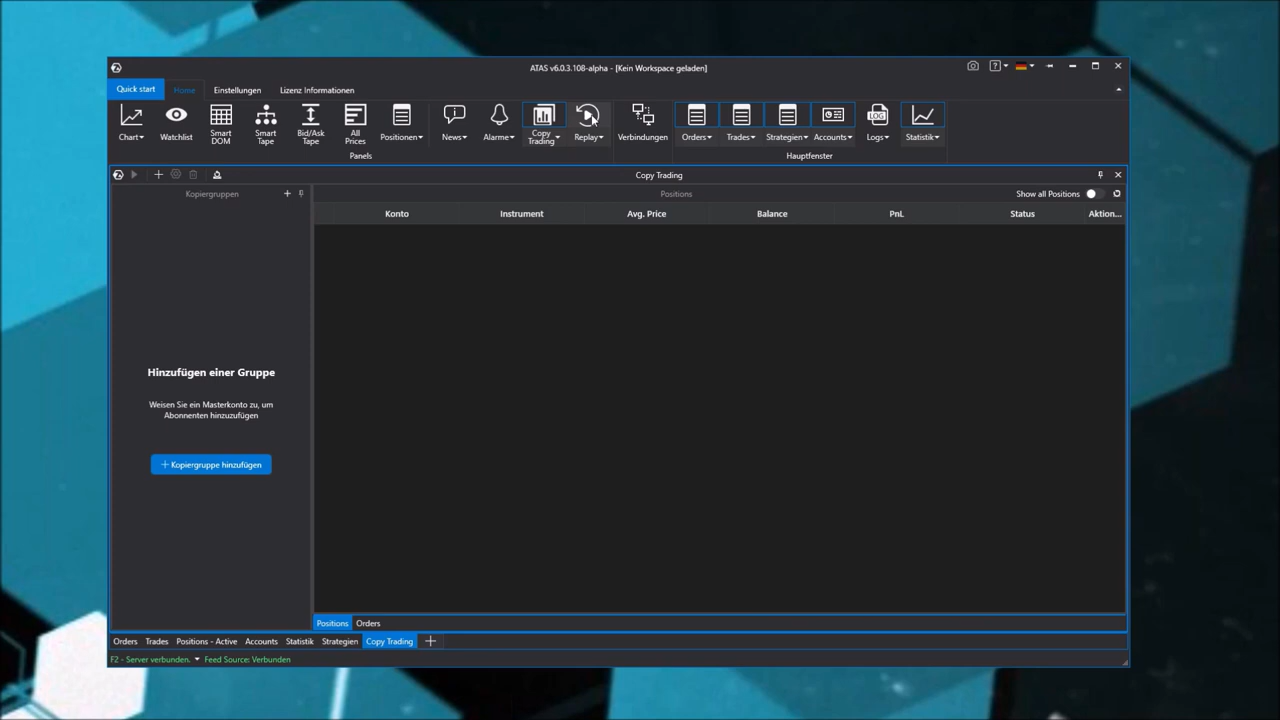 ATAS v6.0.3.108-alpha - [Kein Workspace geladen]
Quick start Home Einstellungen Lizenz Informationen
Chart Watchlist Smart DOM Smart Tape Bid/Ask Tape All Prices Positionen News Alarme Copy Trading Replay Verbindungen Orders Trades Strategien Accounts LOG Logs Statistik
Panels Hauptfenster
Copy Trading
Kopiergruppen Positions Show all Positions
Konto Instrument Avg. Price Balance PnL Status Aktion...
Hinzufügen einer Gruppe
Weisen Sie ein Masterkonto zu, um
Abonnenten hinzuzufügen
+ Kopiergruppe hinzufügen
Positions Orders
Orders Trades Positions - Active Accounts Statistik Strategien Copy Trading
F2 - Server verbunden. Feed Source: Verbunden